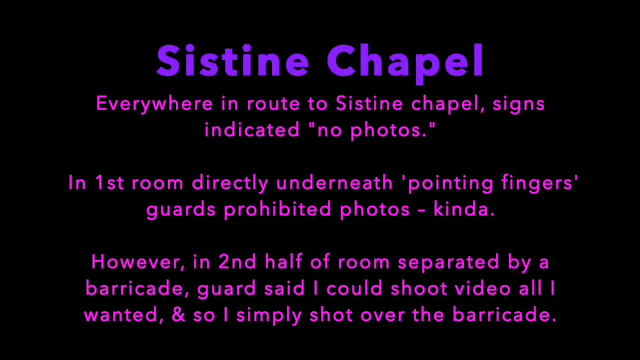 Sistine Chapel
Everywhere in route to Sistine chapel, signs
indicated "no photos."
In 1st room directly underneath 'pointing fingers'
guards prohibited photos – kinda.
However, in 2nd half of room separated by a
barricade, guard said I could shoot video all I
wanted, & so I simply shot over the barricade.